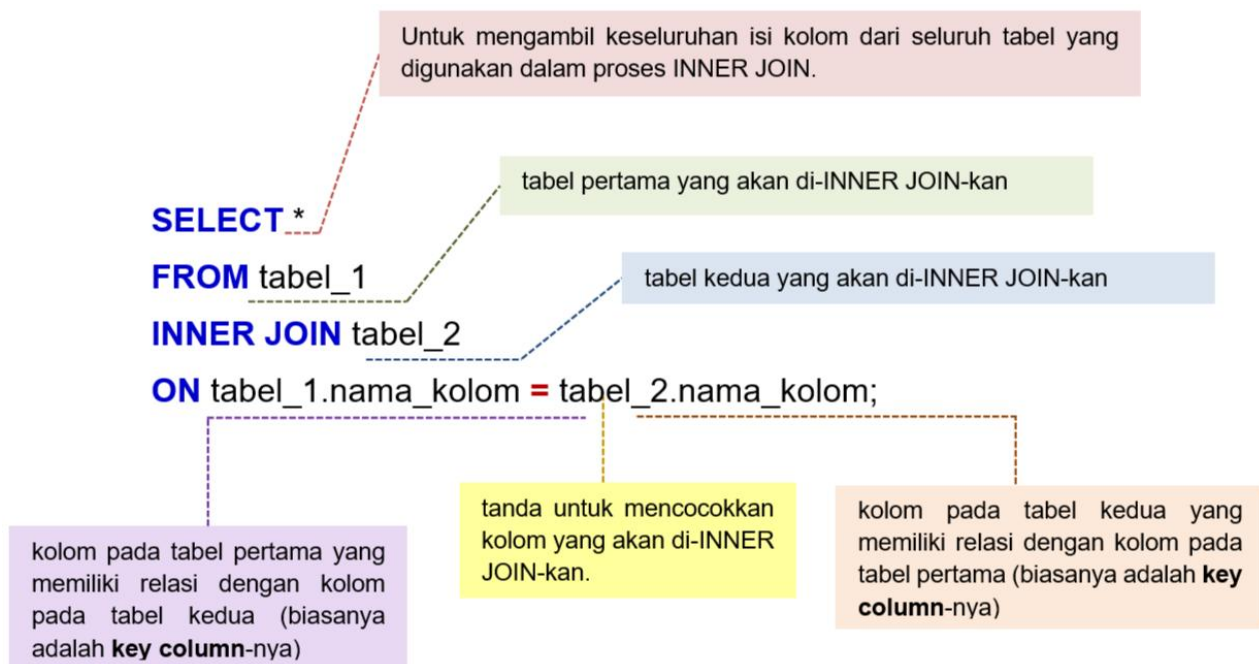 Untuk mengambil keseluruhan isi kolom dari seluruh tabel yang
digunakan dalam proses INNER JOIN.
tabel pertama yang akan di-INNER JOIN-kan
SELECT *
FROM tabel_1
tabel kedua yang akan di-INNER JOIN-kan
INNER JOIN tabel_2
ON tabel_1.nama_kolom = tabel_2.nama_kolom;
kolom pada tabel pertama yang
memiliki relasi dengan kolom
pada tabel kedua (biasanya
adalah key column-nya)
tanda untuk mencocokkan
kolom yang akan di-INNER
JOIN-kan.
kolom pada tabel kedua yang
memiliki relasi dengan kolom pada
tabel pertama (biasanya adalah key
column-nya)